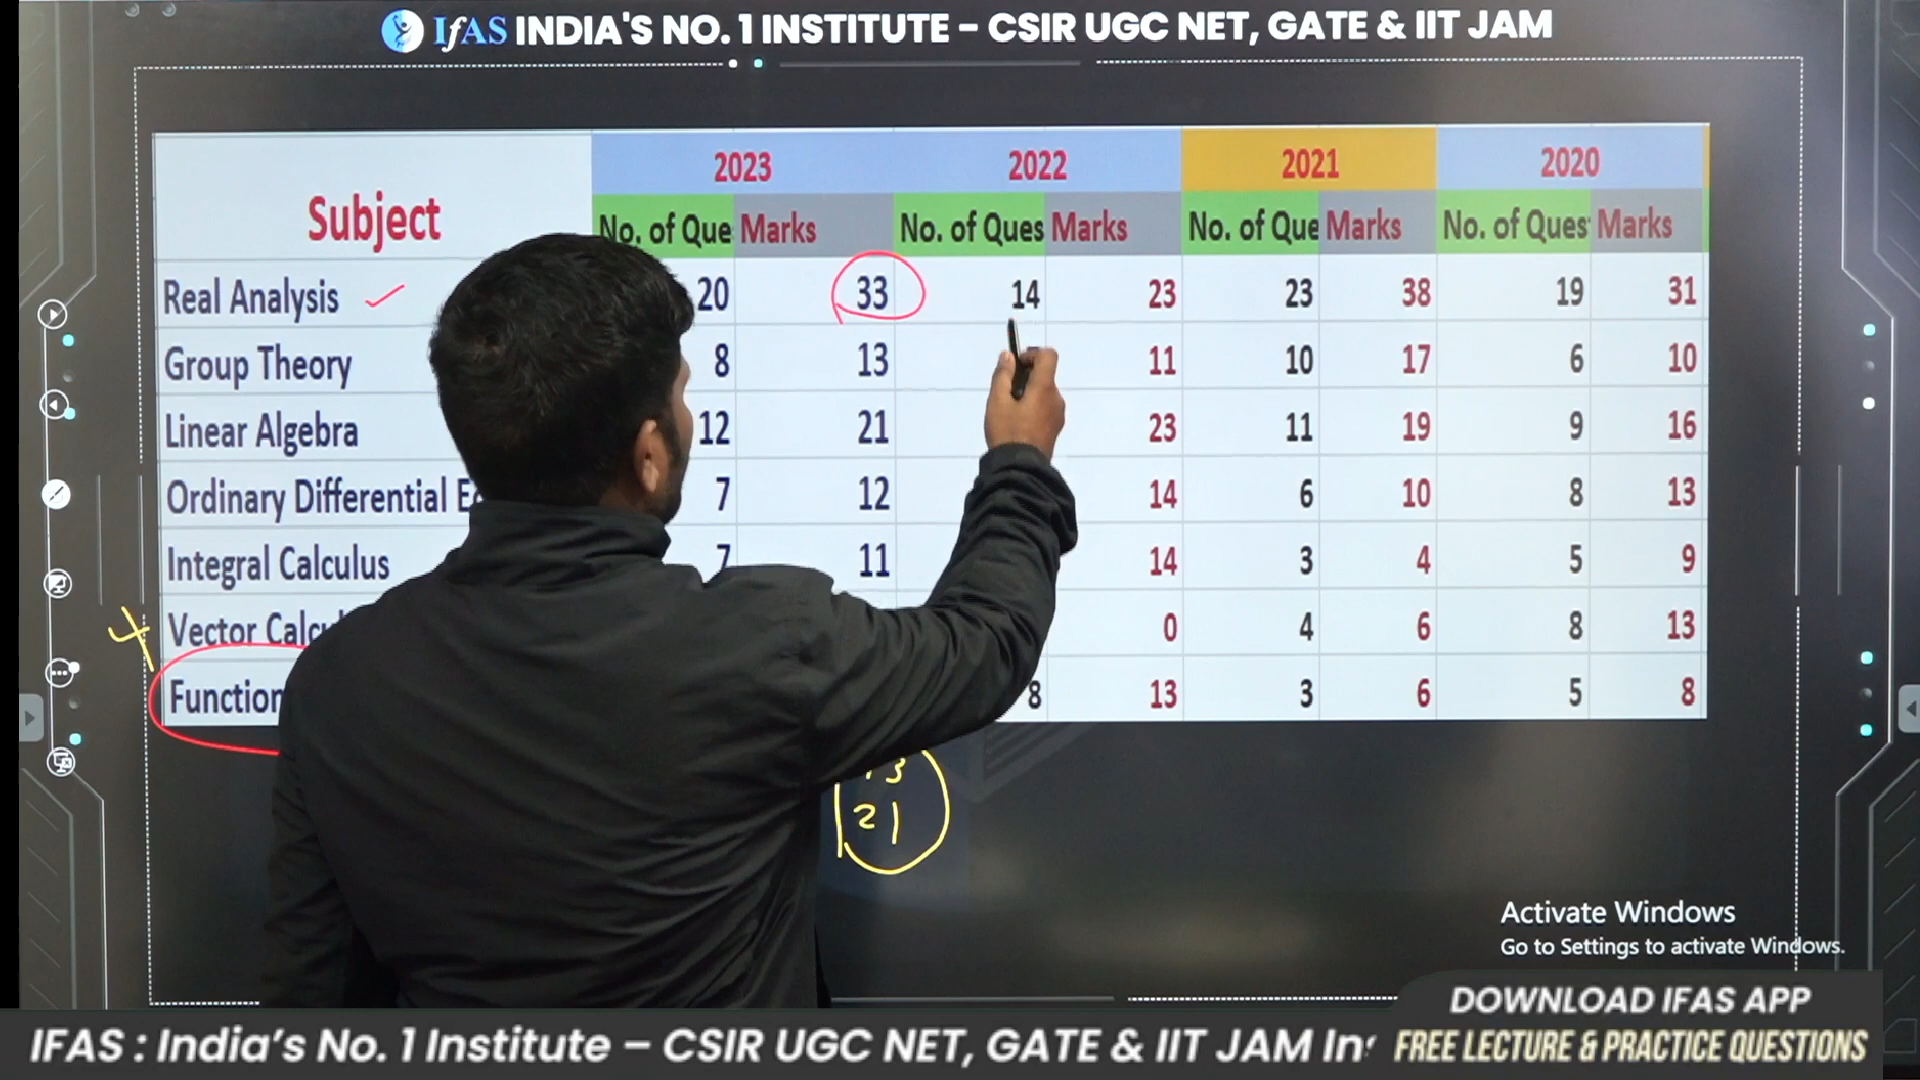 IfAS INDIA'S NO. 1 INSTITUTE – CSIR UGC NET, GATE & IIT JAM
Subject 2023 2022 2021 2020
No. of Que Marks No. of Ques Marks No. of Que Marks No. of Ques Marks
Real Analysis 20 33 14 23 23 38 19 31
Group Theory 8 13 11 10 17 6 10
Linear Algebra 12 21 23 11 19 9 16
Ordinary Differential 7 12 14 6 10 8 13
Integral Calculus 7 11 14 3 4 5 9
Vector Calcu 0 4 6 8 13
Function 8 13 3 6 5 8
21
Activate Windows
Go to Settings to activate Windows.
DOWNLOAD IFAS APP
FREE LECTURE & PRACTICE QUESTIONS
IFAS : India's No. 1 Institute – CSIR UGC NET, GATE & IIT JAM In